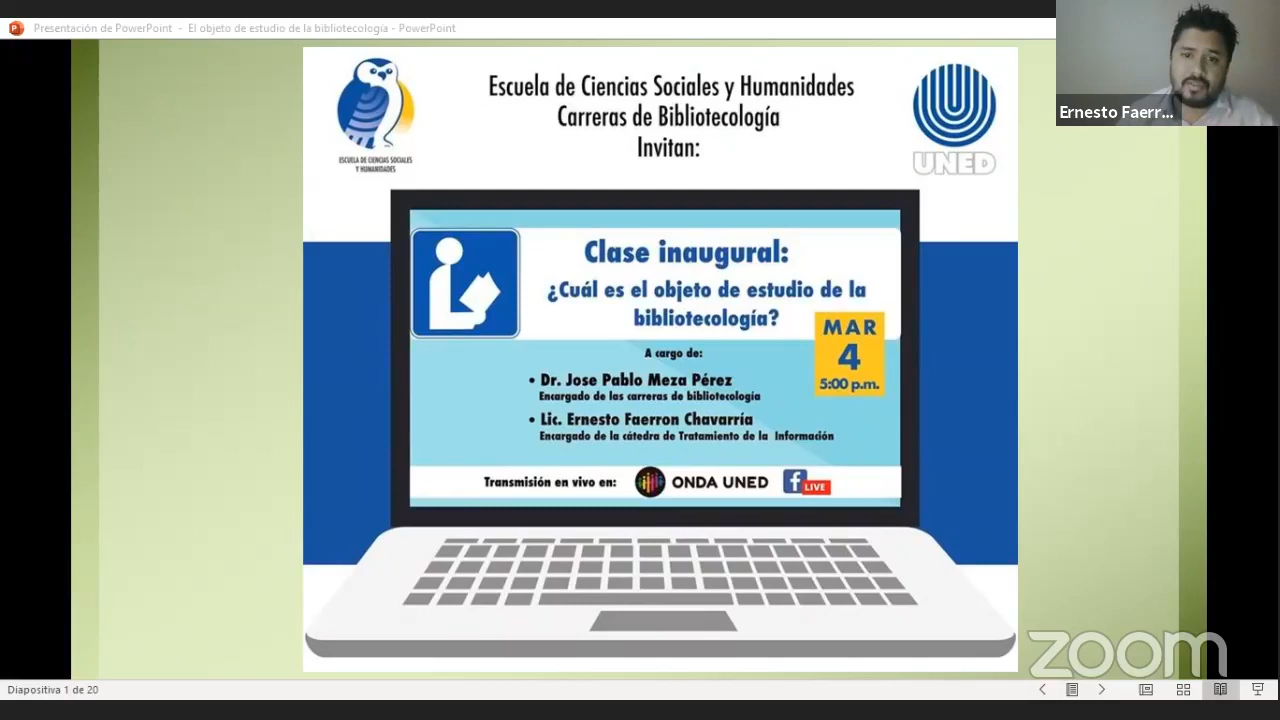 Presentación de PowerPoint - El objeto de estudio de la bibliotecología - PowerPoint
Ernesto Faerr...
ESCUELA DE CIENCIAS SOCIALES
Y HUMANIDADES
Escuela de Ciencias Sociales y Humanidades
Carreras de Bibliotecología
Invitan:
UNED
Clase inaugural:
¿Cuál es el objeto de estudio de la
bibliotecología?
MAR
4
5:00 p.m.
A cargo de:
• Dr. Jose Pablo Meza Pérez
Encargado de las carreras de bibliotecología
• Lic. Ernesto Faerron Chavarría
Encargado de la cátedra de Tratamiento de la Información
Transmisión en vivo en: ONDA UNED f LIVE
zoom
Diapositiva 1 de 20